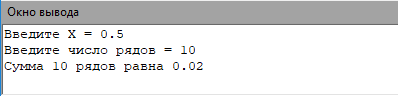 Окно вывода
Введите X = 0.5
Введите число рядов = 10
Сумма 10 рядов равна 0.02